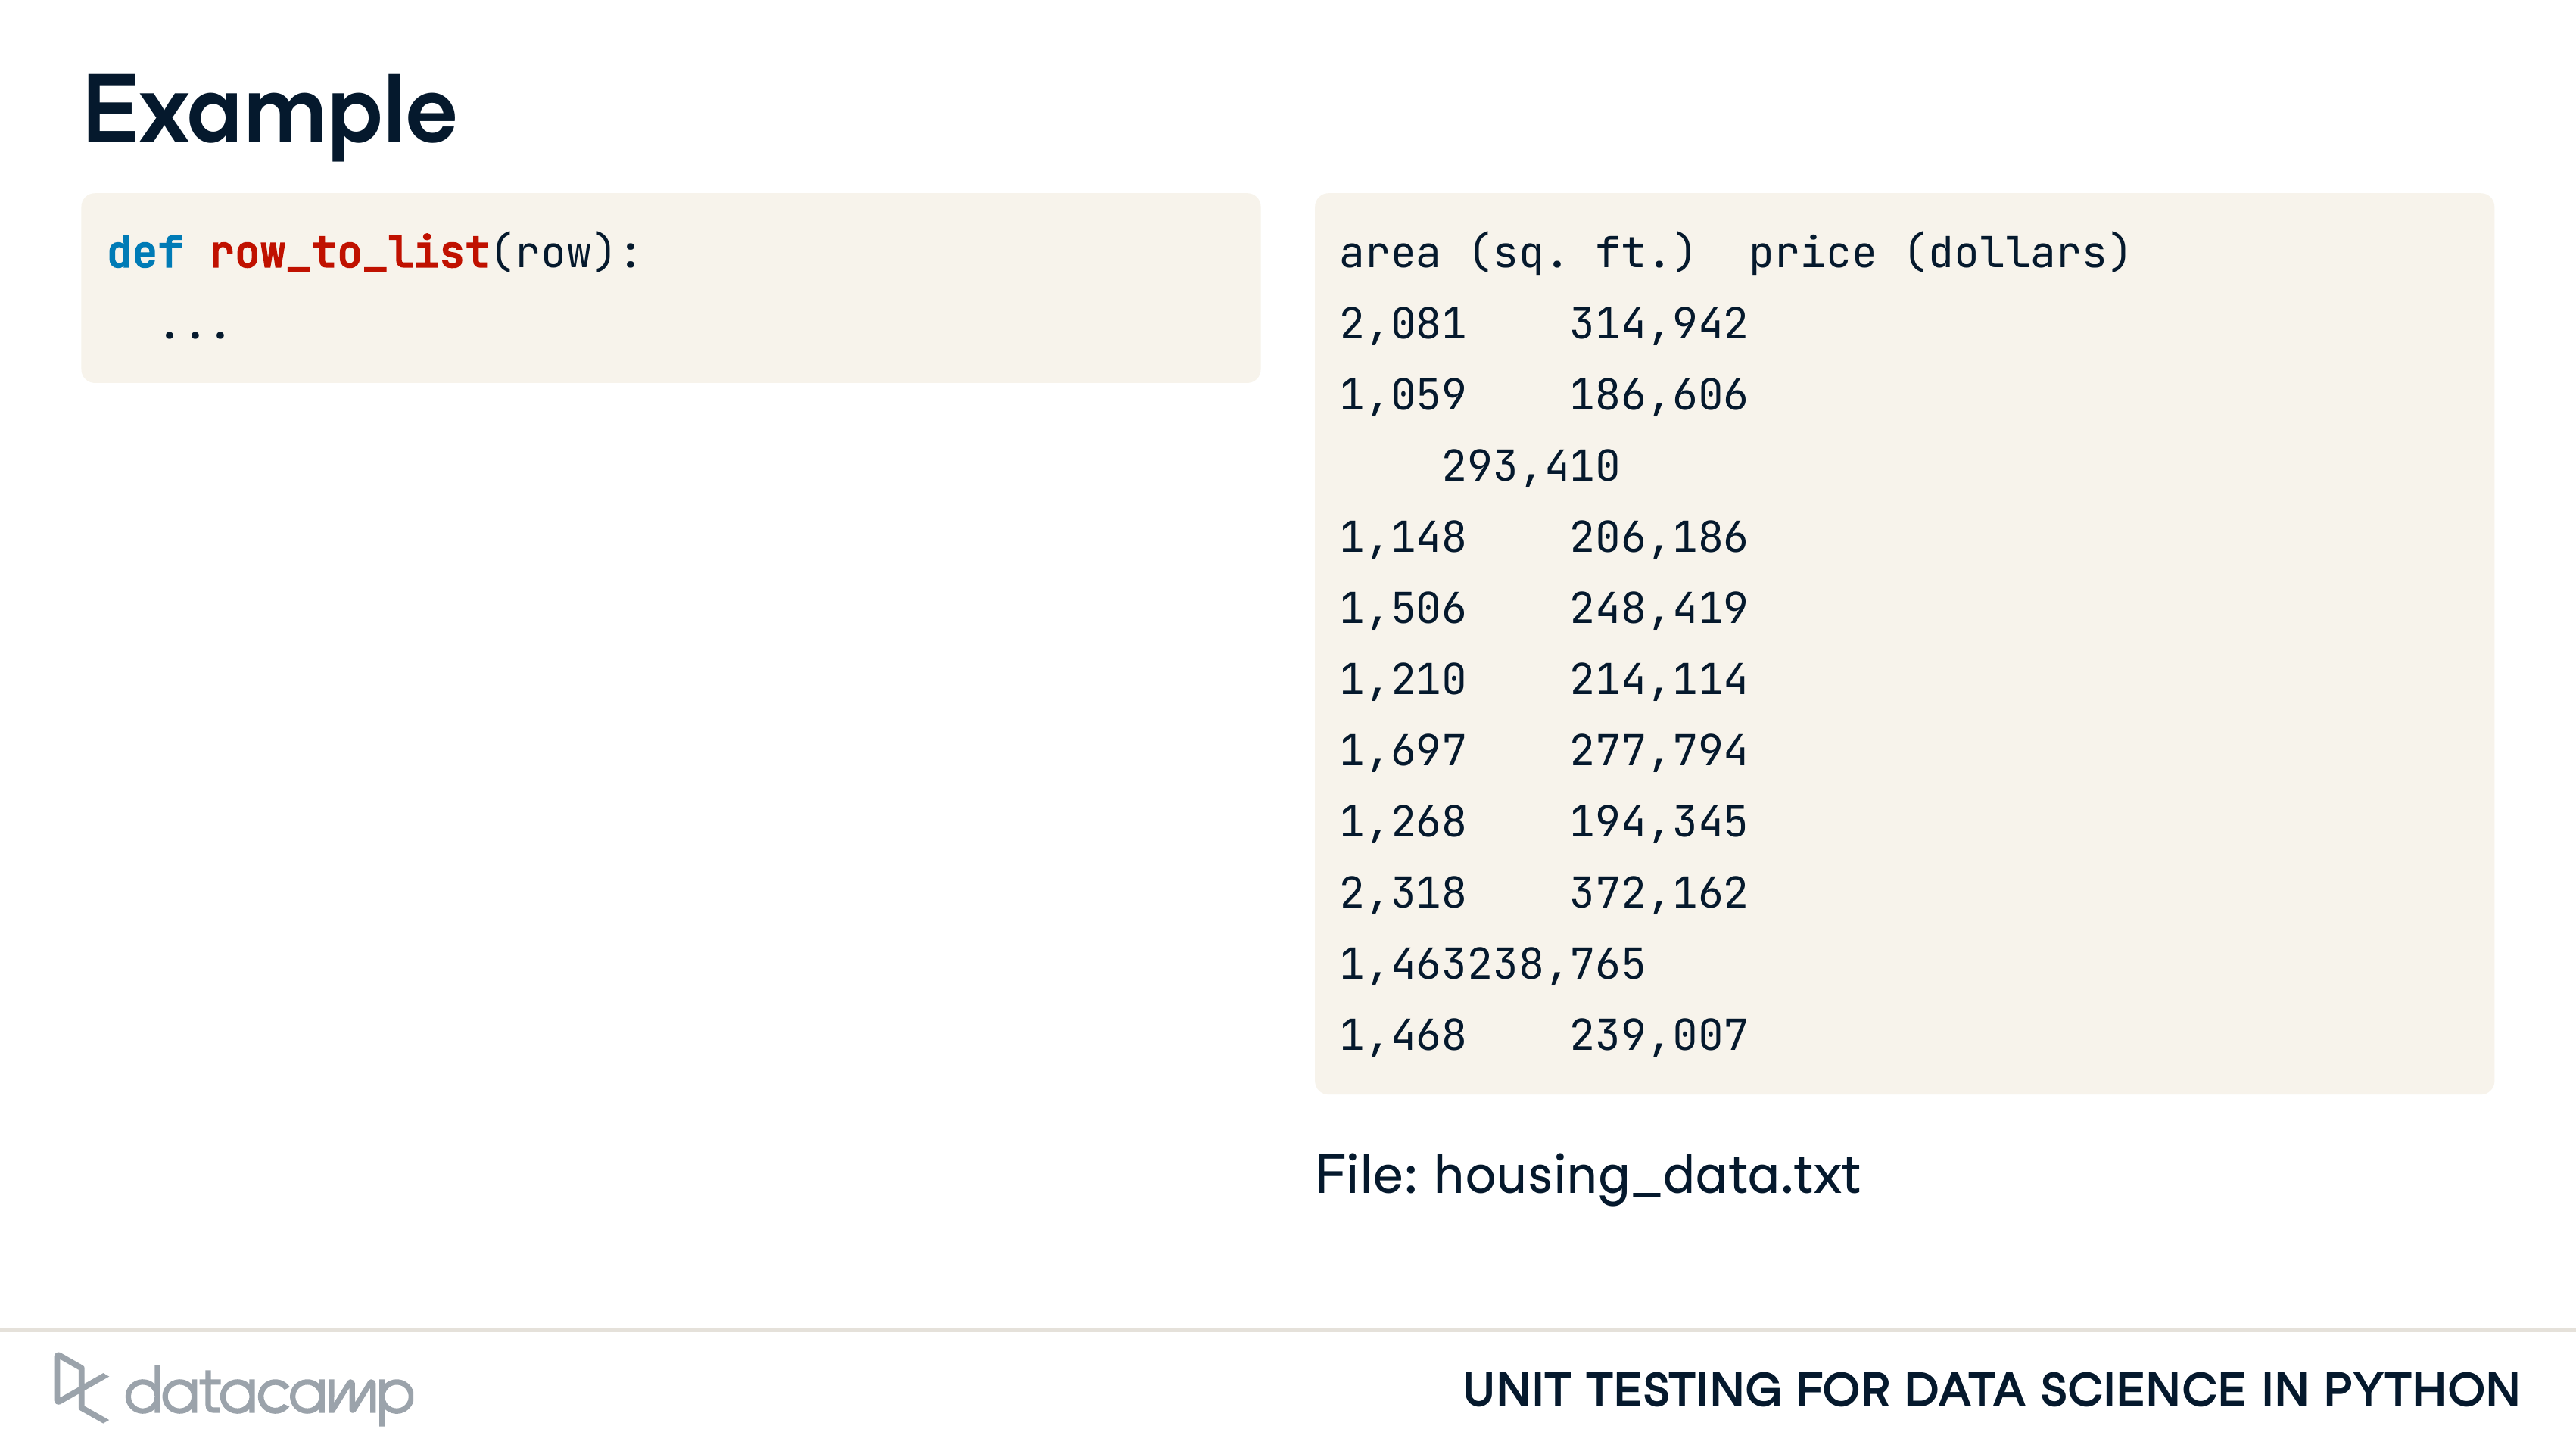 Example
def row_to_list(row):
  ...
area (sq. ft.)  price (dollars)
2,081    314,942
1,059    186,606
    293,410
1,148    206,186
1,506    248,419
1,210    214,114
1,697    277,794
1,268    194,345
2,318    372,162
1,463238,765
1,468    239,007
File: housing_data.txt
datacamp
UNIT TESTING FOR DATA SCIENCE IN PYTHON